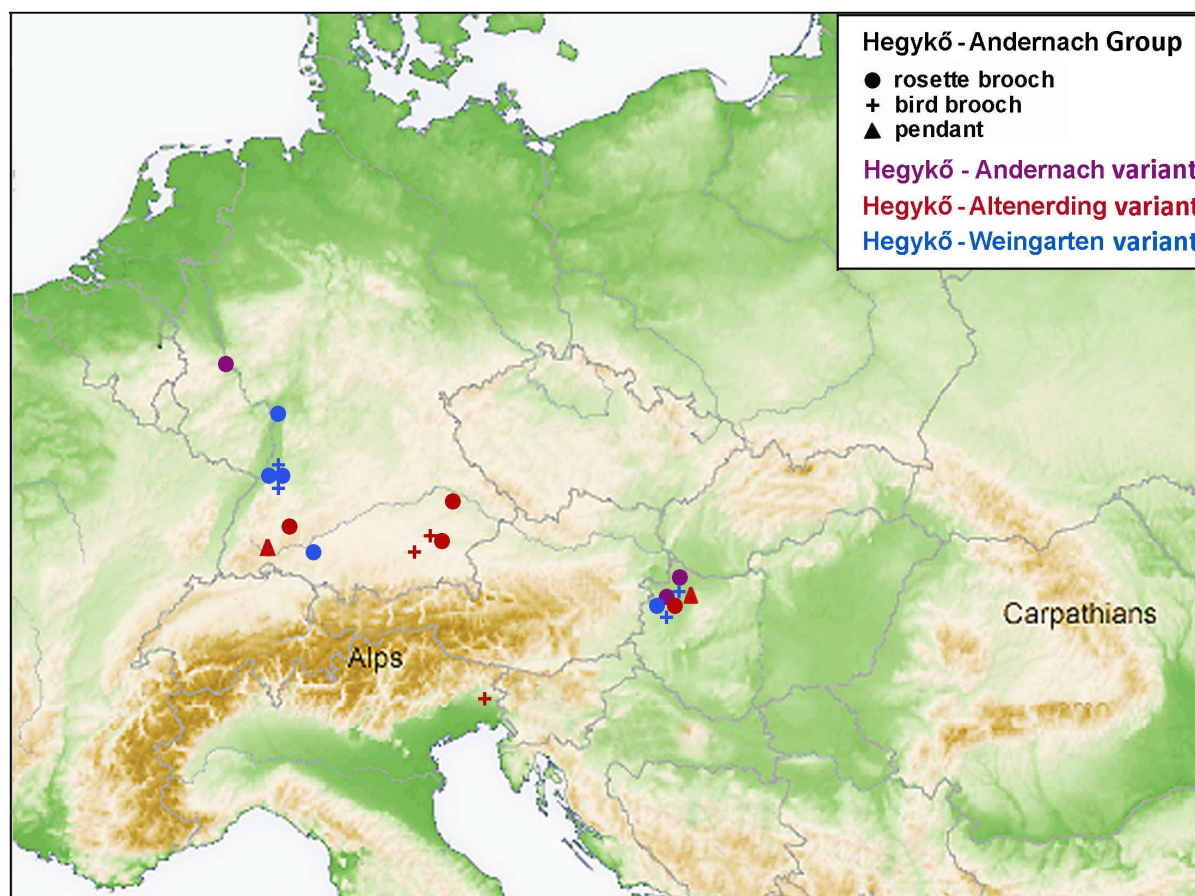 Hegykő - Andernach Group
rosette brooch
bird brooch
pendant
Hegykő - Andernach variant
Hegykő - Altenerding variant
Hegykő - Weingarten variant
Carpathians
Alps